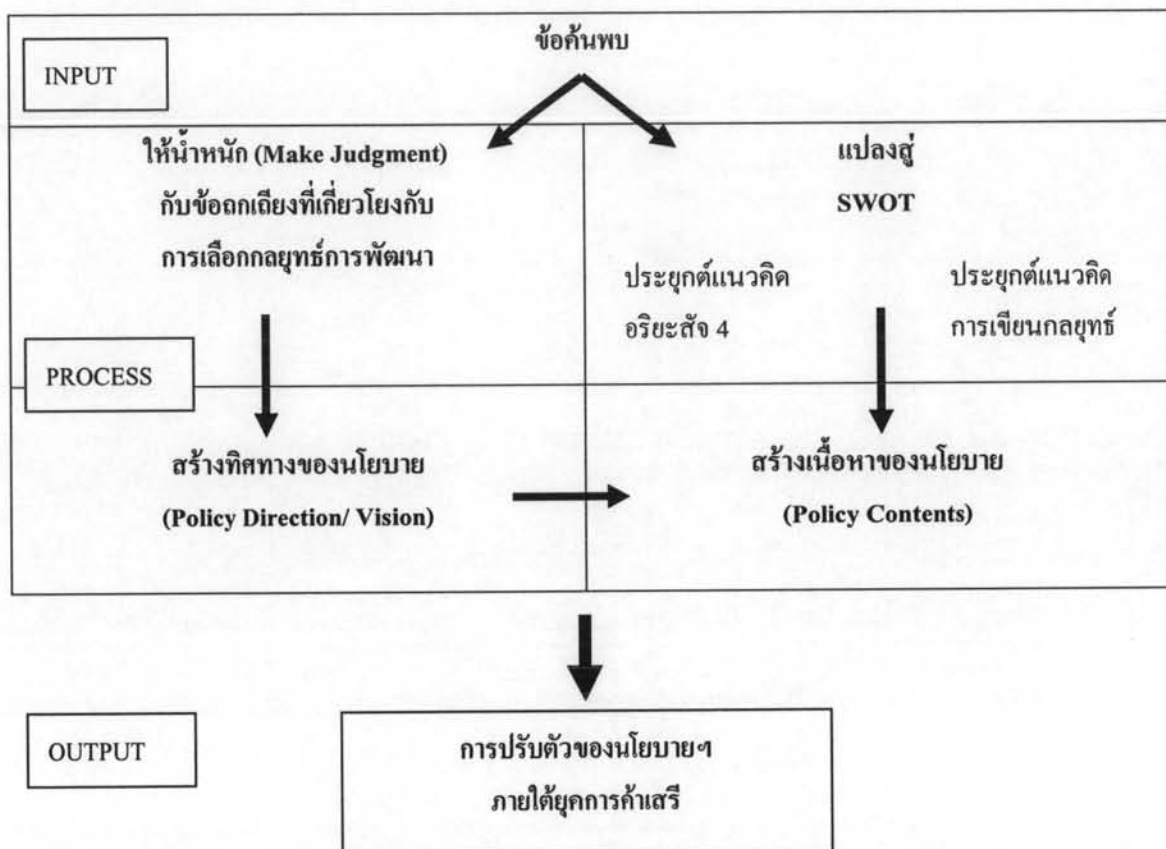 ข้อค้นพบ
INPUT
ให้น้ำหนัก (Make Judgment)
กับข้อถกเถียงที่เกี่ยวโยงกับ
การเลือกกลยุทธ์การพัฒนา
แปลงสู่
SWOT
ประยุกต์แนวคิด
อริยะสัจ 4
ประยุกต์แนวคิด
การเขียนกลยุทธ์
PROCESS
สร้างทิศทางของนโยบาย
(Policy Direction/ Vision)
สร้างเนื้อหาของนโยบาย
(Policy Contents)
OUTPUT
การปรับตัวของนโยบายฯ
ภายใต้ยุคการค้าเสรี